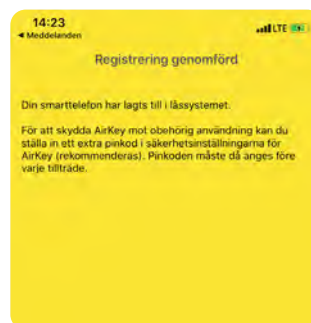 14:23
LTE
◀ Meddelanden
Registrering genomförd
Din smarttelefon har lagts till i låssystemet.
För att skydda AirKey mot obehörig användning kan du
ställa in ett extra pinkod i säkerhetsinställningarna för
AirKey (rekommenderas). Pinkoden måste då anges före
varje tillträde.